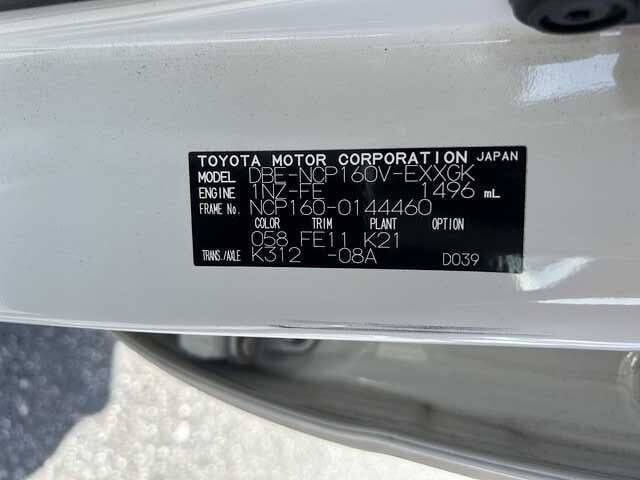 TOYOTA MOTOR CORPORATION JAPAN
MODEL DBE-NCP160V-EXXGK
ENGINE 1NZ-FE 1496 mL
FRAME No. NCP160-0144460
COLOR TRIM PLANT OPTION
058 FE11 K21
TRANS./AXLE K312 -08A D039